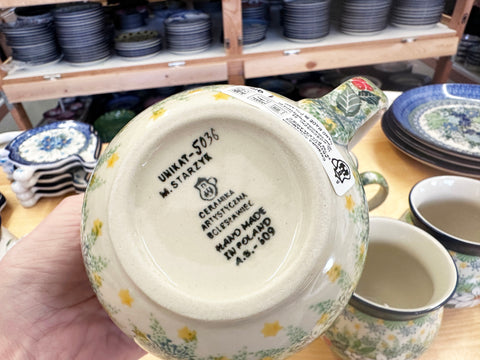 UNIKAT-5036
M.STARZYK
CERAMIKA
ARTYSTYCZNA
BOLESŁAWIEC
HAND MADE
IN POLAND
A.S.-609